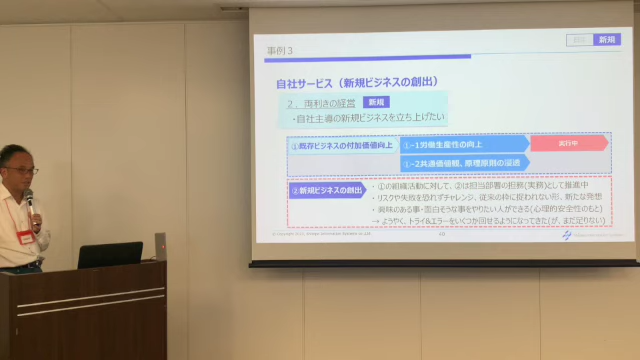 事例3
新規
自社サービス（新規ビジネスの創出）
2．両利きの経営 新規
・自社主導の新規ビジネスを立ち上げたい
①既存ビジネスの付加価値向上
①-1労働生産性の向上
実行中
①-2共通価値観、原理原則の浸透
②新規ビジネスの創出
・①の組織活動に対して、②は担当部署の担務(実務)として推進中
・リスクや失敗を恐れずチャレンジ、従来の枠に捉われない形、新たな発想
・興味のある事・面白そうな事をやりたい人ができる(心理的安全性のもと)
→ ようやく、トライ&エラーをいくつか回せるようになってきた(が、まだ足りない)